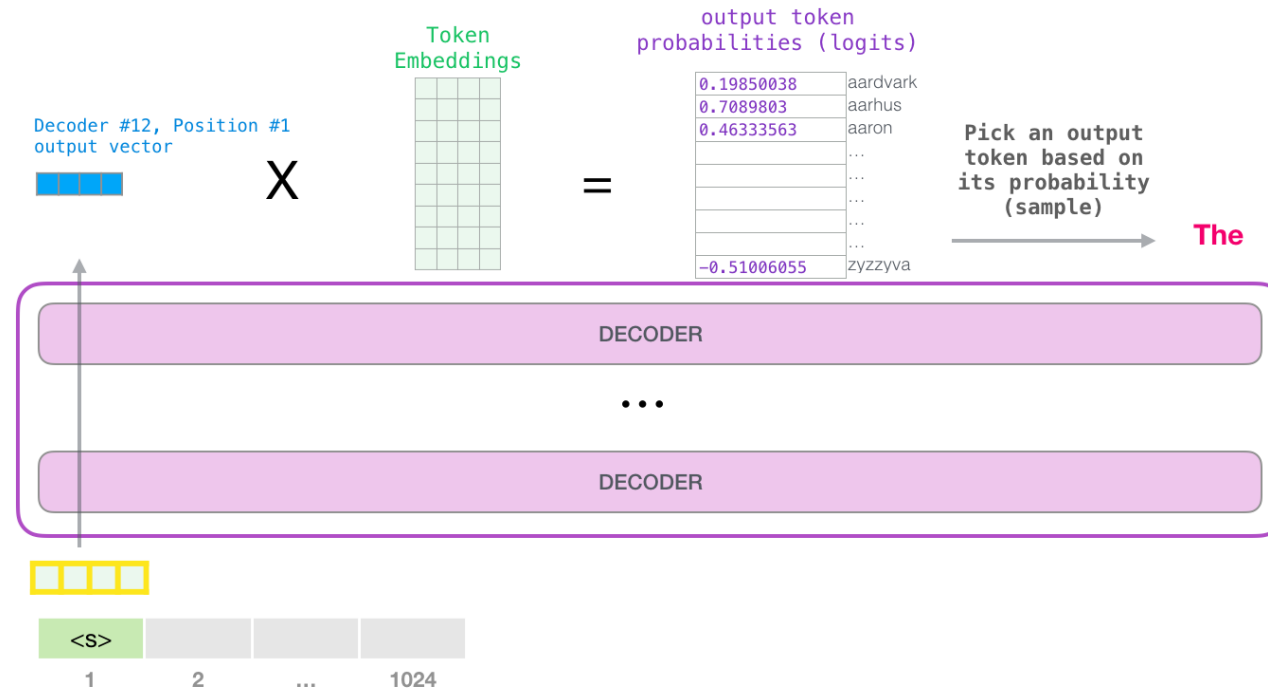 output token
probabilities (logits)
Token
Embeddings
0.19850038 aardvark
0.7089803 aarhus
0.46333563 aaron
...
...
...
...
...
-0.51006055 zyzzyva
Decoder #12, Position #1
output vector
X
=
Pick an output
token based on
its probability
(sample)
The
DECODER
...
DECODER
<s>
1 2 ... 1024